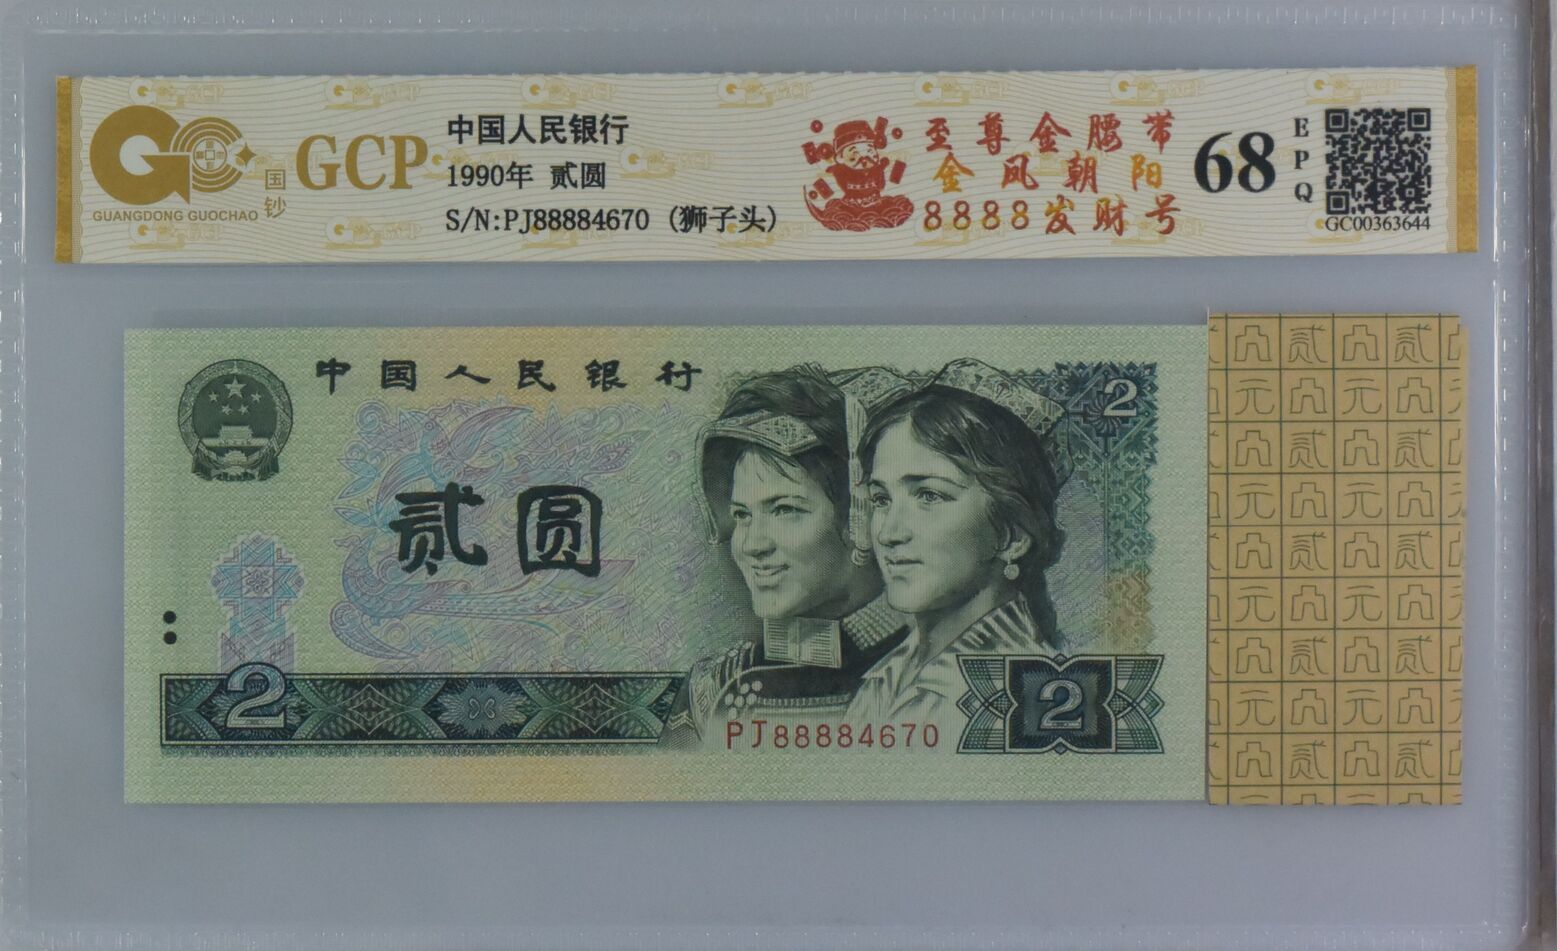 GCP
国钞
GUANGDONG GUOCHAO
中国人民银行
1990年 贰圆
S/N:PJ88884670 (狮子头)
至尊金腰带
金凤朝阳
8888发财号
68
EPQ
GC00363644
中国人民银行
2
贰圆
2
PJ88884670
2